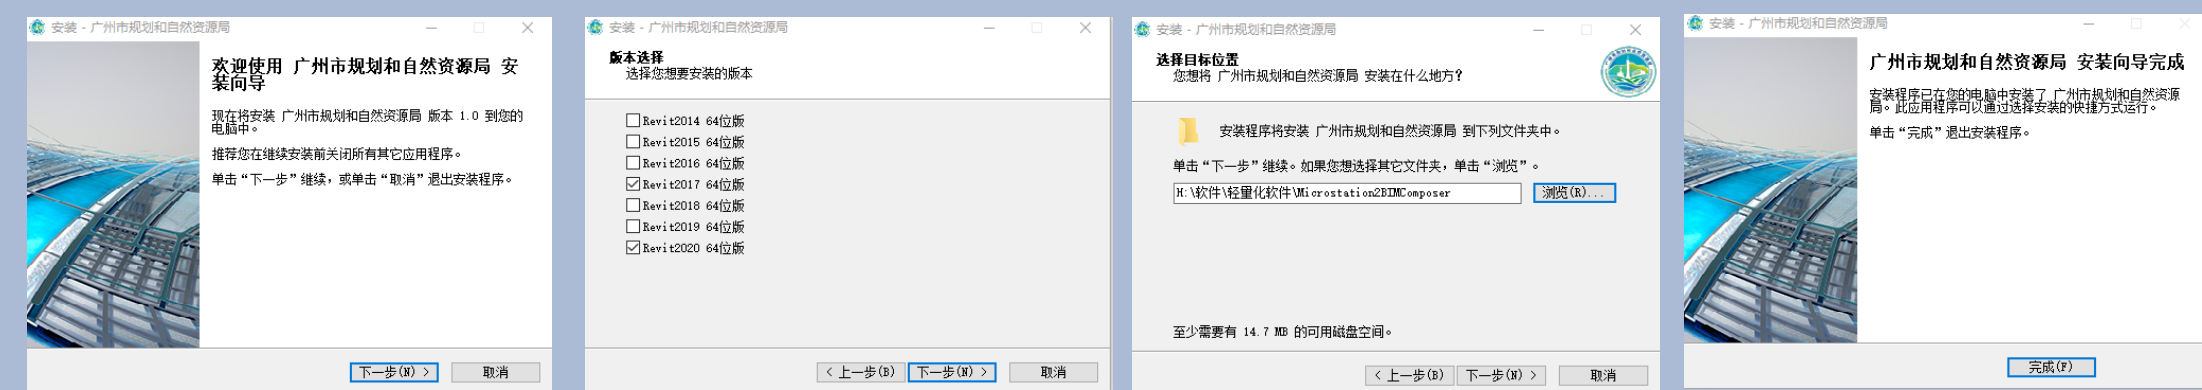 安装 - 广州市规划和自然资源局
欢迎使用 广州市规划和自然资源局 安
装向导
现在将安装 广州市规划和自然资源局 版本 1.0 到您的
电脑中。
推荐您在继续安装前关闭所有其它应用程序。
单击“下一步”继续，或单击“取消”退出安装程序。
下一步(N) >
取消
安装 - 广州市规划和自然资源局
版本选择
选择您想要安装的版本
Revit2014 64位版
Revit2015 64位版
Revit2016 64位版
Revit2017 64位版
Revit2018 64位版
Revit2019 64位版
Revit2020 64位版
< 上一步(B)
下一步(N) >
取消
安装 - 广州市规划和自然资源局
选择目标位置
您想将 广州市规划和自然资源局 安装在什么地方？
安装程序将安装 广州市规划和自然资源局 到下列文件夹中。
单击“下一步”继续。如果您想选择其它文件夹，单击“浏览”。
H:\软件\轻量化软件\Microstation2BIMComposer
浏览(R)...
至少需要有 14.7 MB 的可用磁盘空间。
< 上一步(B)
下一步(N) >
取消
安装 - 广州市规划和自然资源局
广州市规划和自然资源局 安装向导完成
安装程序已在您的电脑中安装了 广州市规划和自然资源
局。此应用程序可以通过选择安装的快捷方式运行。
单击“完成”退出安装程序。
完成(F)